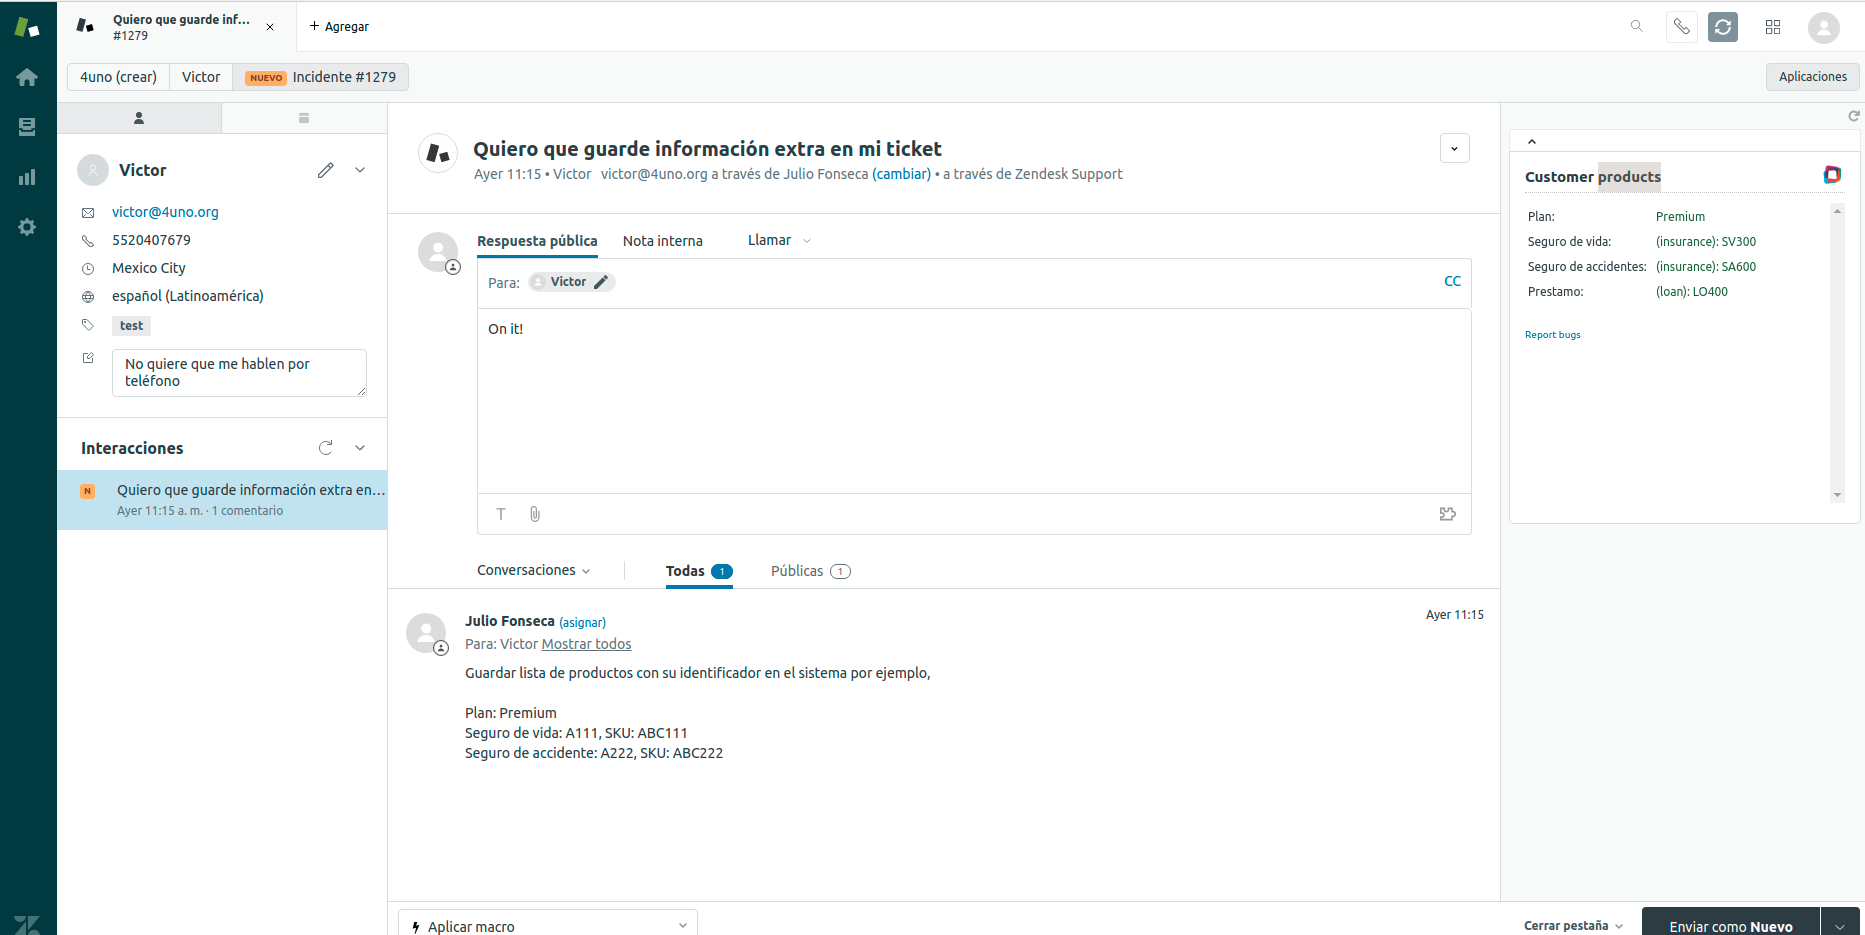 Quiero que guarde inf...
#1279
+ Agregar
4uno (crear)
Victor
NUEVO Incidente #1279
Aplicaciones
Victor
victor@4uno.org
5520407679
Mexico City
español (Latinoamérica)
test
No quiere que me hablen por
teléfono
Interacciones
N
Quiero que guarde información extra en...
Ayer 11:15 a. m. · 1 comentario
Quiero que guarde información extra en mi ticket
Ayer 11:15 • Victor victor@4uno.org a través de Julio Fonseca (cambiar) • a través de Zendesk Support
Respuesta pública
Nota interna
Llamar
Para: Victor
CC
On it!
T
Conversaciones
Todas 1
Públicas 1
Julio Fonseca (asignar)
Ayer 11:15
Para: Victor Mostrar todos
Guardar lista de productos con su identificador en el sistema por ejemplo,
Plan: Premium
Seguro de vida: A111, SKU: ABC111
Seguro de accidente: A222, SKU: ABC222
Aplicar macro
Cerrar pestaña
Enviar como Nuevo
Customer products
Plan: Premium
Seguro de vida: (insurance): SV300
Seguro de accidentes: (insurance): SA600
Prestamo: (loan): LO400
Report bugs